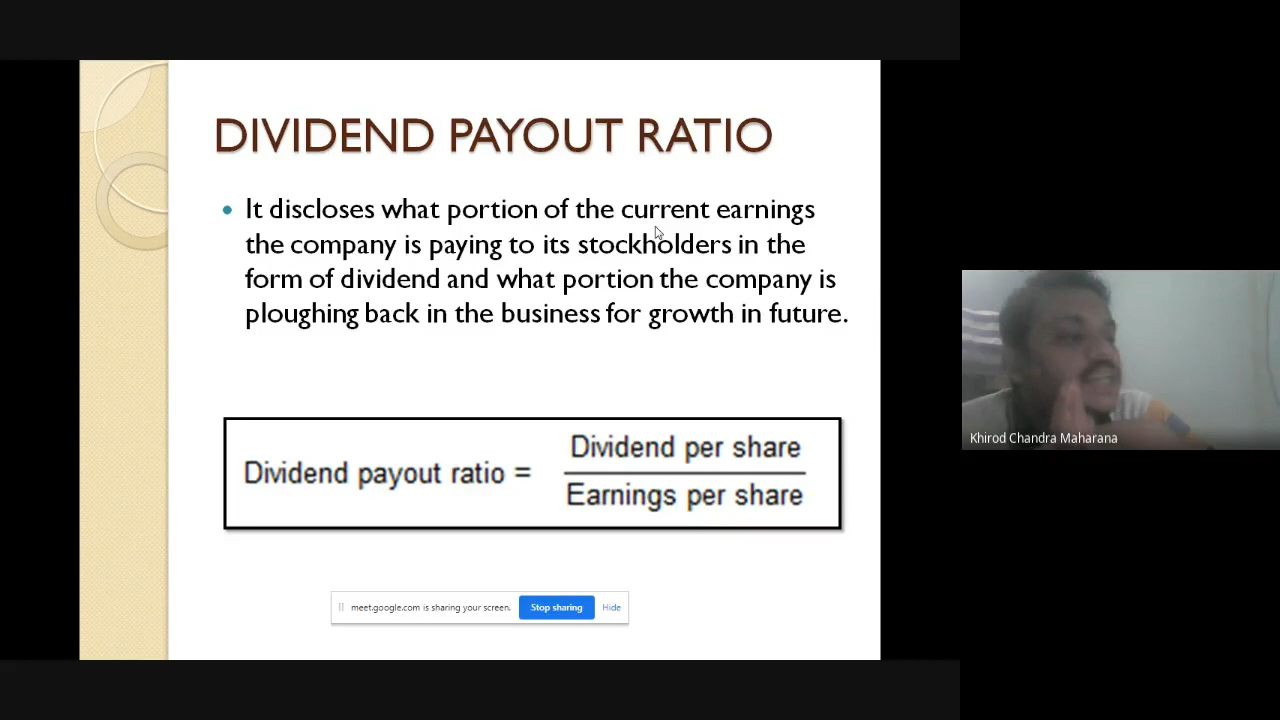 DIVIDEND PAYOUT RATIO
• It discloses what portion of the current earnings
the company is paying to its stockholders in the
form of dividend and what portion the company is
ploughing back in the business for growth in future.
Dividend payout ratio =
Dividend per share
Earnings per share
meet.google.com is sharing your screen.
Stop sharing
Hide
Khirod Chandra Maharana